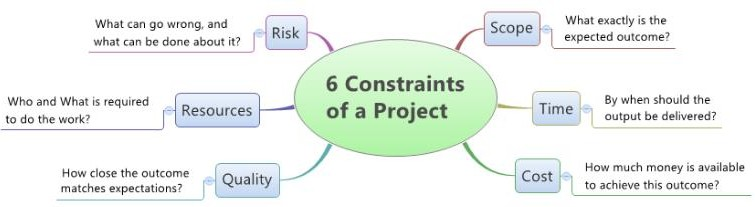 6 Constraints
of a Project
Scope
What exactly is the
expected outcome?
Time
By when should the
output be delivered?
Cost
How much money is available
to achieve this outcome?
Quality
How close the outcome
matches expectations?
Resources
Who and What is required
to do the work?
Risk
What can go wrong, and
what can be done about it?